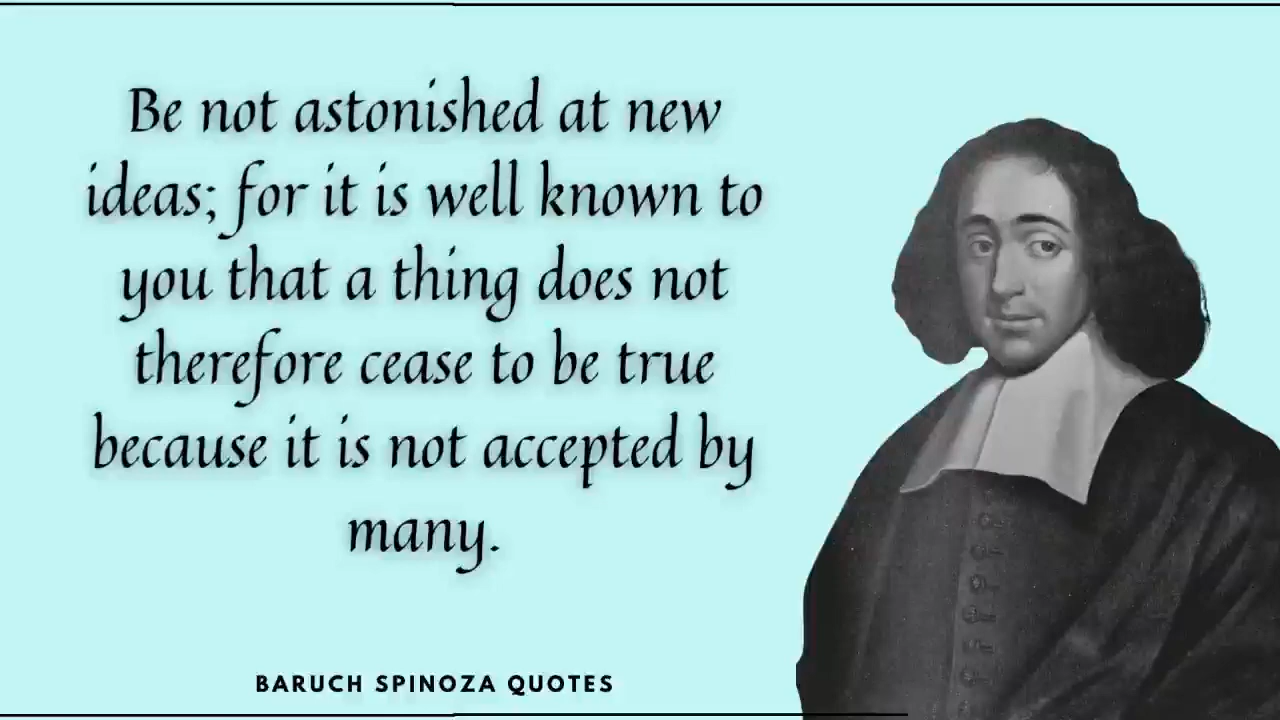 Be not astonished at new
ideas; for it is well known to
you that a thing does not
therefore cease to be true
because it is not accepted by
many.
BARUCH SPINOZA QUOTES